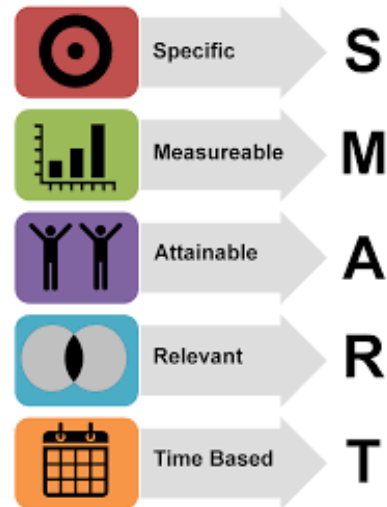 Specific S
Measureable M
Attainable A
Relevant R
Time Based T